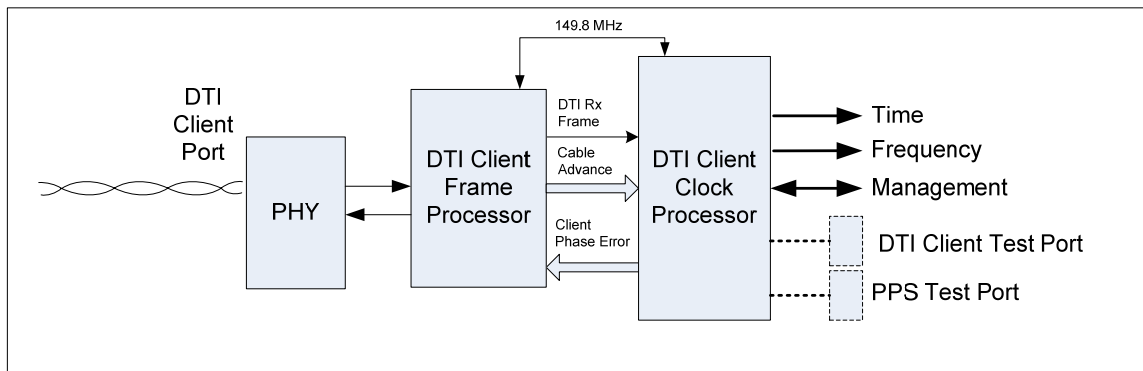 149.8 MHz
DTI
Client
Port
PHY
DTI Client
Frame
Processor
DTI Rx
Frame
Cable
Advance
Client
Phase Error
DTI Client
Clock
Processor
Time
Frequency
Management
DTI Client Test Port
PPS Test Port